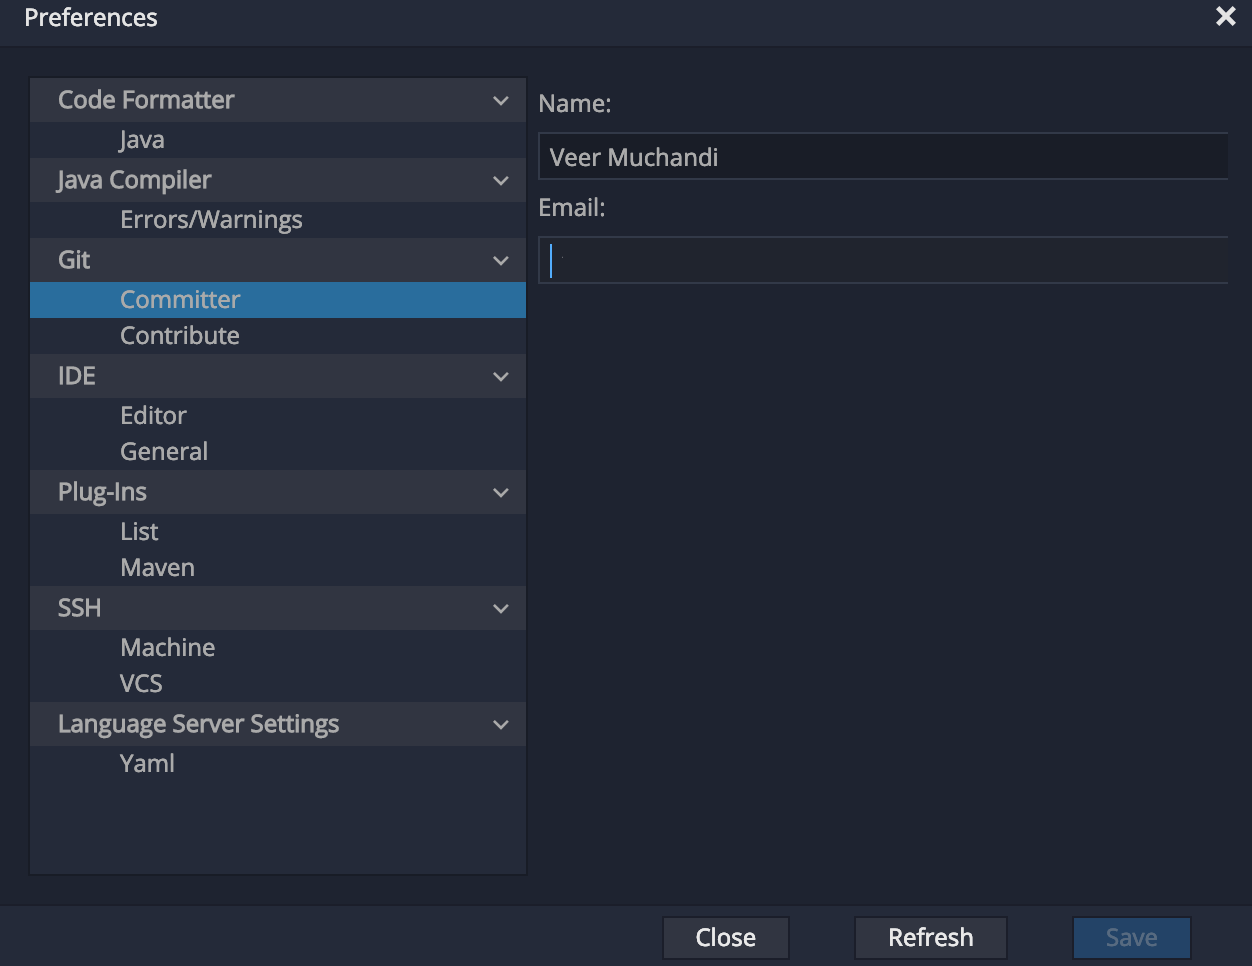 Preferences
Code Formatter
Java
Java Compiler
Errors/Warnings
Git
Committer
Contribute
IDE
Editor
General
Plug-Ins
List
Maven
SSH
Machine
VCS
Language Server Settings
Yaml
Name:
Veer Muchandi
Email:
Close
Refresh
Save